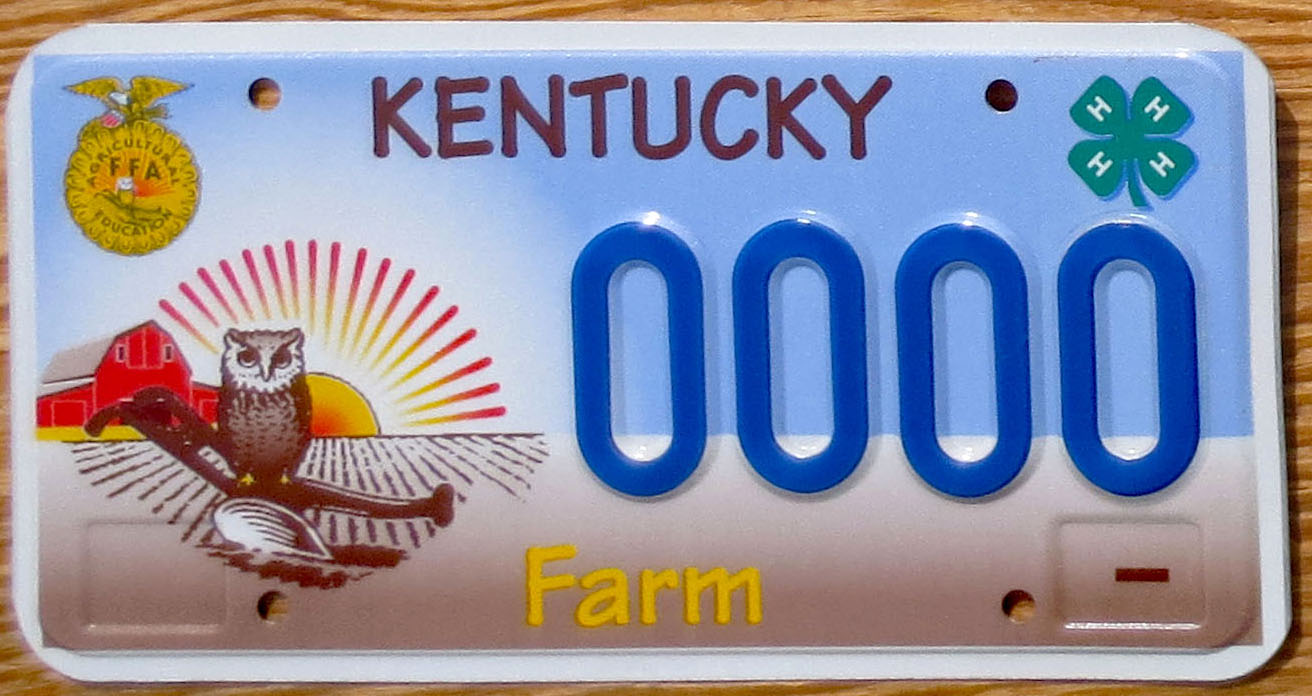 KENTUCKY
AGRICULTURAL
FFA
EDUCATION
H H
H H
0000
Farm
-